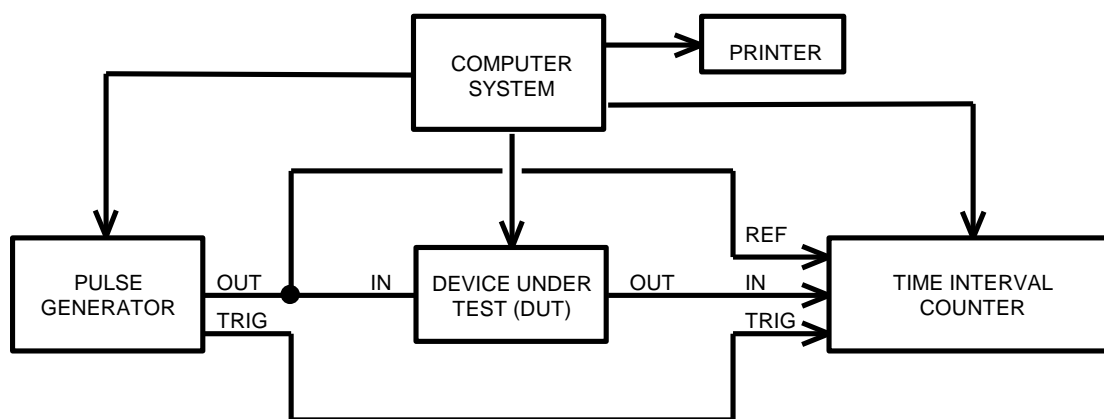 COMPUTER
SYSTEM
PRINTER
REF
PULSE
GENERATOR
OUT
TRIG
IN
DEVICE UNDER
TEST (DUT)
OUT
IN
TRIG
TIME INTERVAL
COUNTER